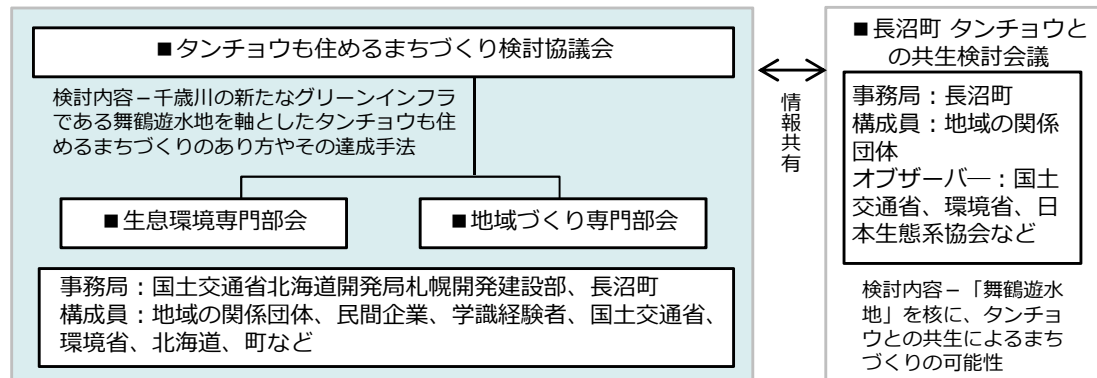 ■タンチョウも住めるまちづくり検討協議会
検討内容－千歳川の新たなグリーンインフラ
である舞鶴遊水地を軸としたタンチョウも住
めるまちづくりのあり方やその達成手法
■生息環境専門部会
■地域づくり専門部会
事務局：国土交通省北海道開発局札幌開発建設部、長沼町
構成員：地域の関係団体、民間企業、学識経験者、国土交通省、
環境省、北海道、町など
情報共有
■長沼町 タンチョウと
の共生検討会議
事務局：長沼町
構成員：地域の関係
団体
オブザーバ―：国土
交通省、環境省、日
本生態系協会など
検討内容－「舞鶴遊水
地」を核に、タンチョ
ウとの共生によるまち
づくりの可能性